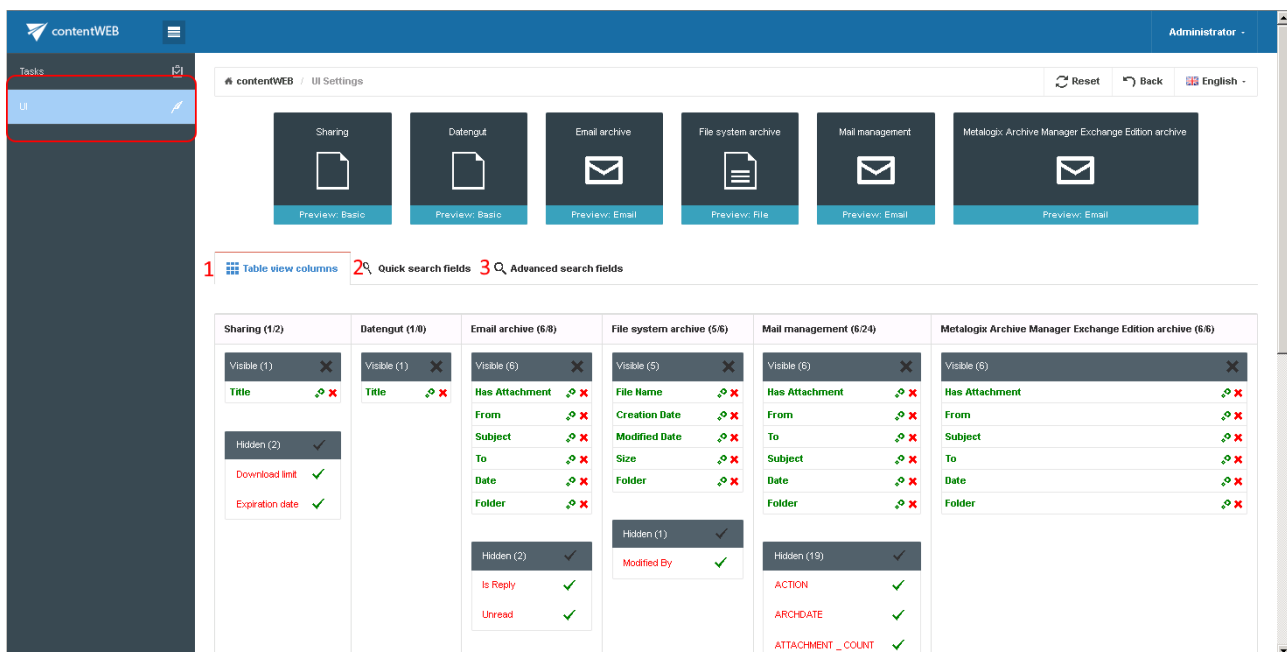 contentWEB
Administrator -
Tasks
UI
contentWEB / UI Settings
Reset
Back
English -
Sharing
Preview: Basic
Datengut
Preview: Basic
Email archive
Preview: Email
File system archive
Preview: File
Mail management
Preview: Email
Metalogix Archive Manager Exchange Edition archive
Preview: Email
1 Table view columns
2 Quick search fields
3 Advanced search fields
Sharing (1/2)
Visible (1)
Title
Hidden (2)
Download limit
Expiration date
Datengut (1/0)
Visible (1)
Title
Email archive (6/8)
Visible (6)
Has Attachment
From
Subject
To
Date
Folder
Hidden (2)
Is Reply
Unread
File system archive (5/6)
Visible (5)
File Name
Creation Date
Modified Date
Size
Folder
Hidden (1)
Modified By
Mail management (6/24)
Visible (6)
Has Attachment
From
To
Subject
Date
Folder
Hidden (19)
ACTION
ARCHDATE
ATTACHMENT _ COUNT
Metalogix Archive Manager Exchange Edition archive (6/6)
Visible (6)
Has Attachment
From
Subject
To
Date
Folder